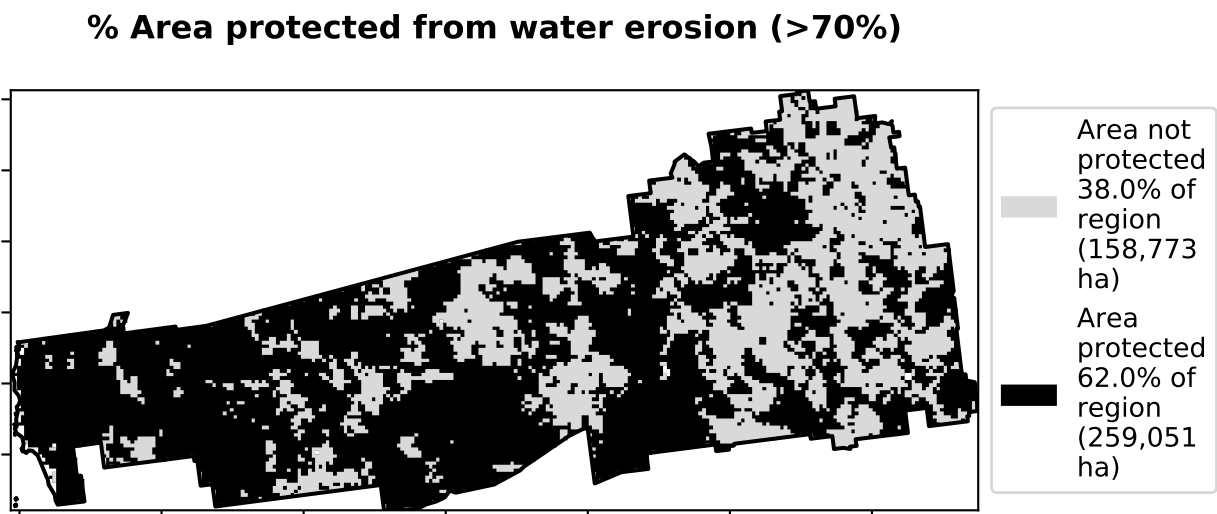 % Area protected from water erosion (>70%)
Area not
protected
38.0% of
region
(158,773
ha)
Area
protected
62.0% of
region
(259,051
ha)